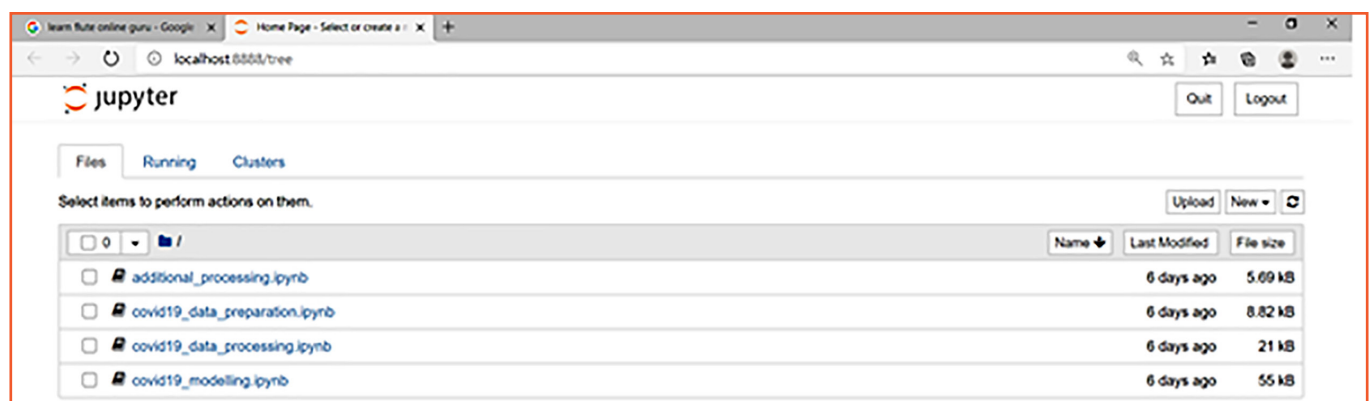 learn flute online guru - Google
Home Page - Select or create a
localhost:8888/tree
jupyter
Quit Logout
Files Running Clusters
Select items to perform actions on them.
Upload New
0 / Name Last Modified File size
additional_processing.ipynb 6 days ago 5.69 kB
covid19_data_preparation.ipynb 6 days ago 8.82 kB
covid19_data_processing.ipynb 6 days ago 21 kB
covid19_modelling.ipynb 6 days ago 55 kB